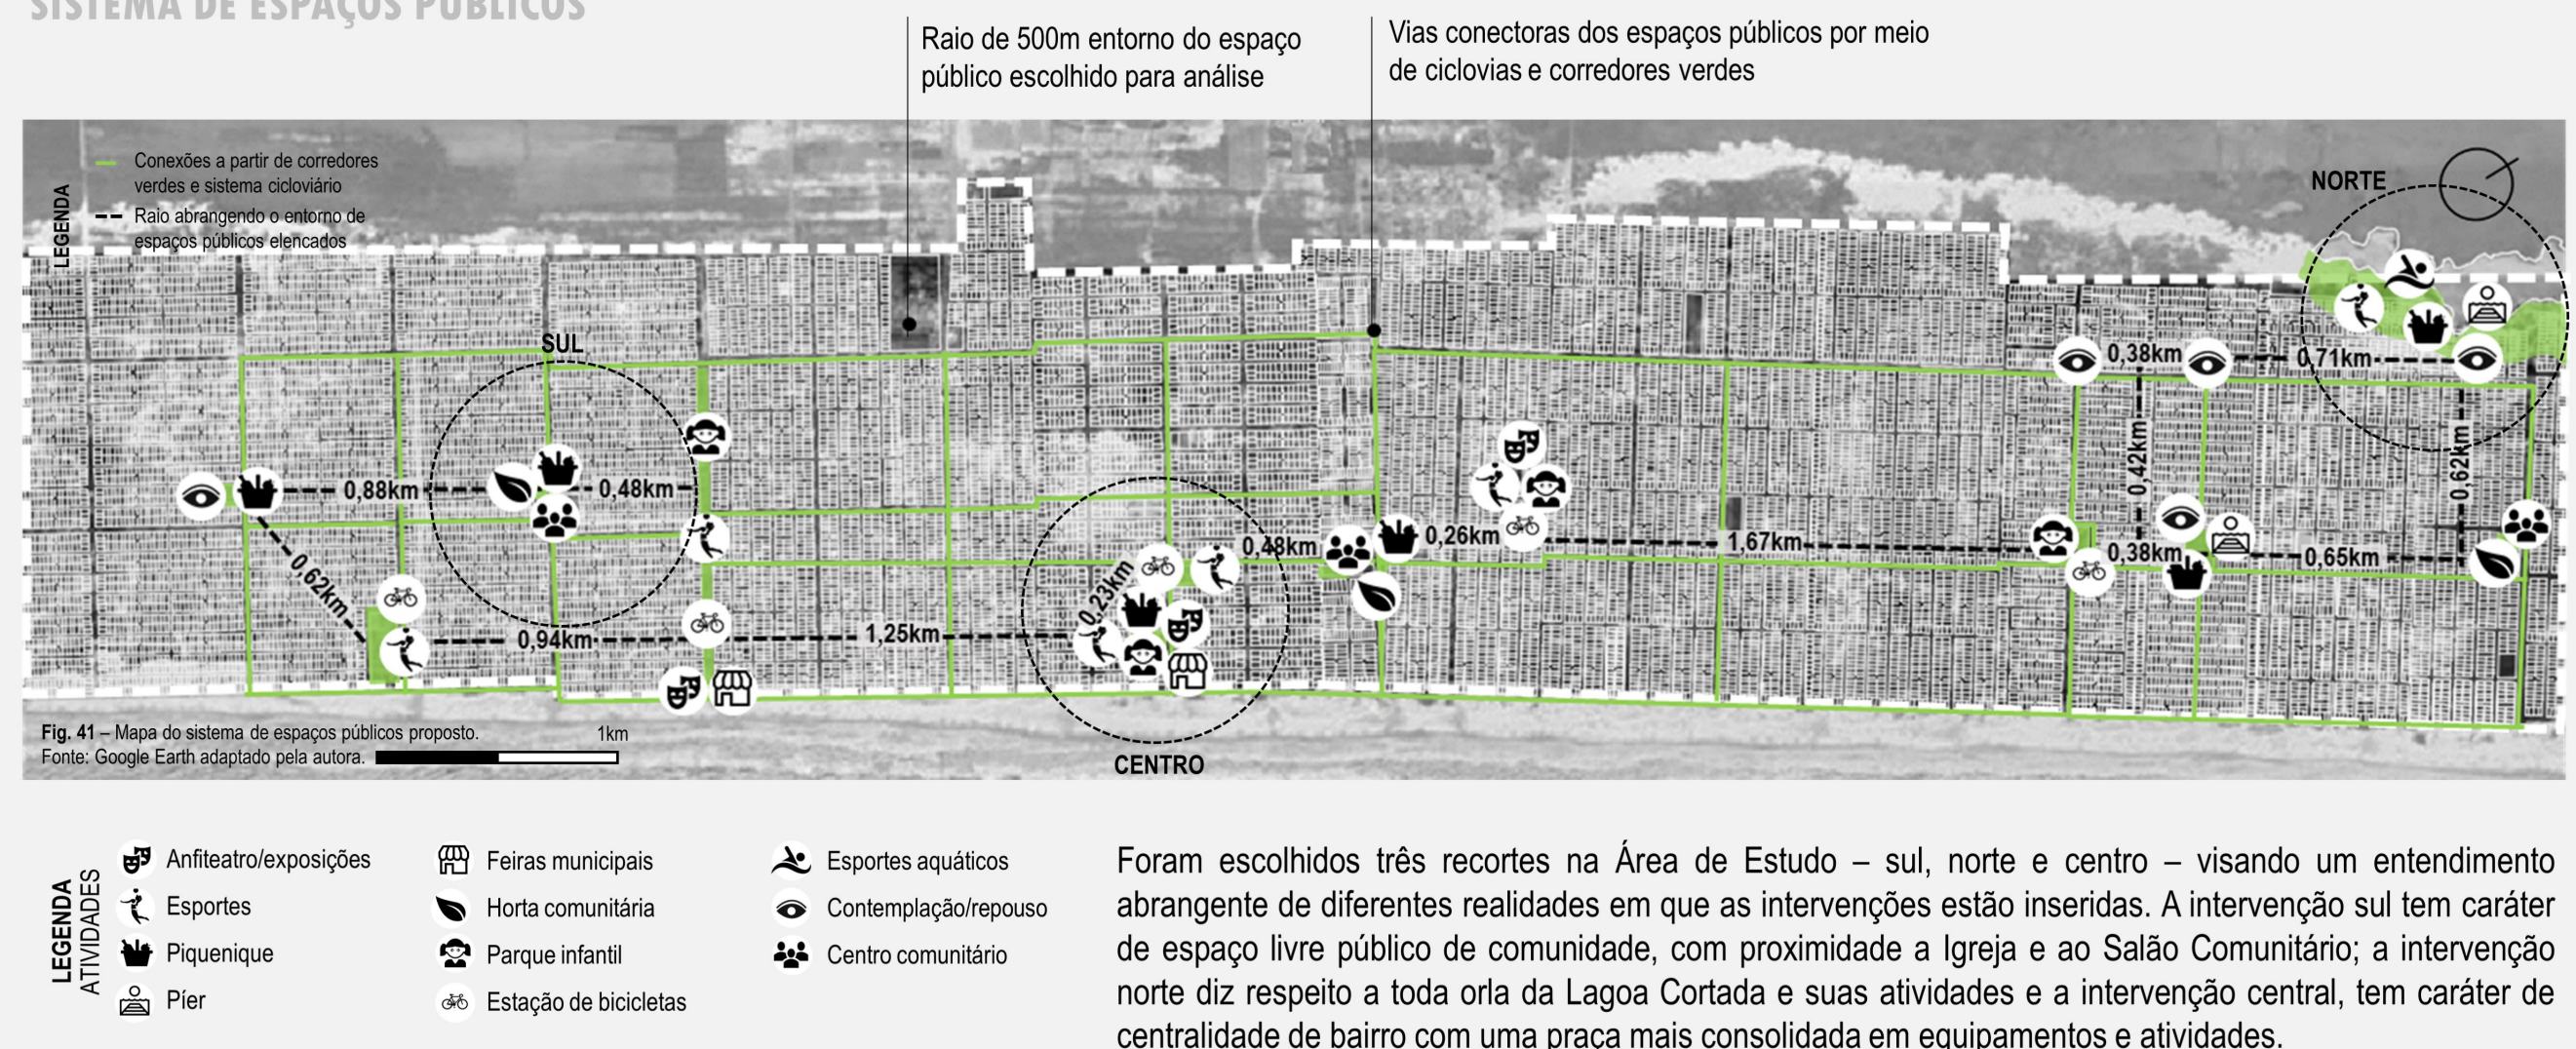 SISTEMA DE ESPAÇOS PÚBLICOS
Raio de 500m entorno do espaço
público escolhido para análise
Vias conectoras dos espaços públicos por meio
de ciclovias e corredores verdes
LEGENDA
Conexões a partir de corredores
verdes e sistema cicloviário
Raio abrangendo o entorno de
espaços públicos elencados
NORTE
SUL
0,38km
0,71km
0,88km
0,48km
0,42km
0,62km
0,48km
0,26km
1,67km
0,38km
0,65km
0,62km
0,23km
0,94km
1,25km
CENTRO
Fig. 41 – Mapa do sistema de espaços públicos proposto.
Fonte: Google Earth adaptado pela autora.
1km
LEGENDA
ATIVIDADES
Anfiteatro/exposições
Esportes
Piquenique
Píer
Feiras municipais
Horta comunitária
Parque infantil
Estação de bicicletas
Esportes aquáticos
Contemplação/repouso
Centro comunitário
Foram escolhidos três recortes na Área de Estudo – sul, norte e centro – visando um entendimento
abrangente de diferentes realidades em que as intervenções estão inseridas. A intervenção sul tem caráter
de espaço livre público de comunidade, com proximidade a Igreja e ao Salão Comunitário; a intervenção
norte diz respeito a toda orla da Lagoa Cortada e suas atividades e a intervenção central, tem caráter de
centralidade de bairro com uma praça mais consolidada em equipamentos e atividades.